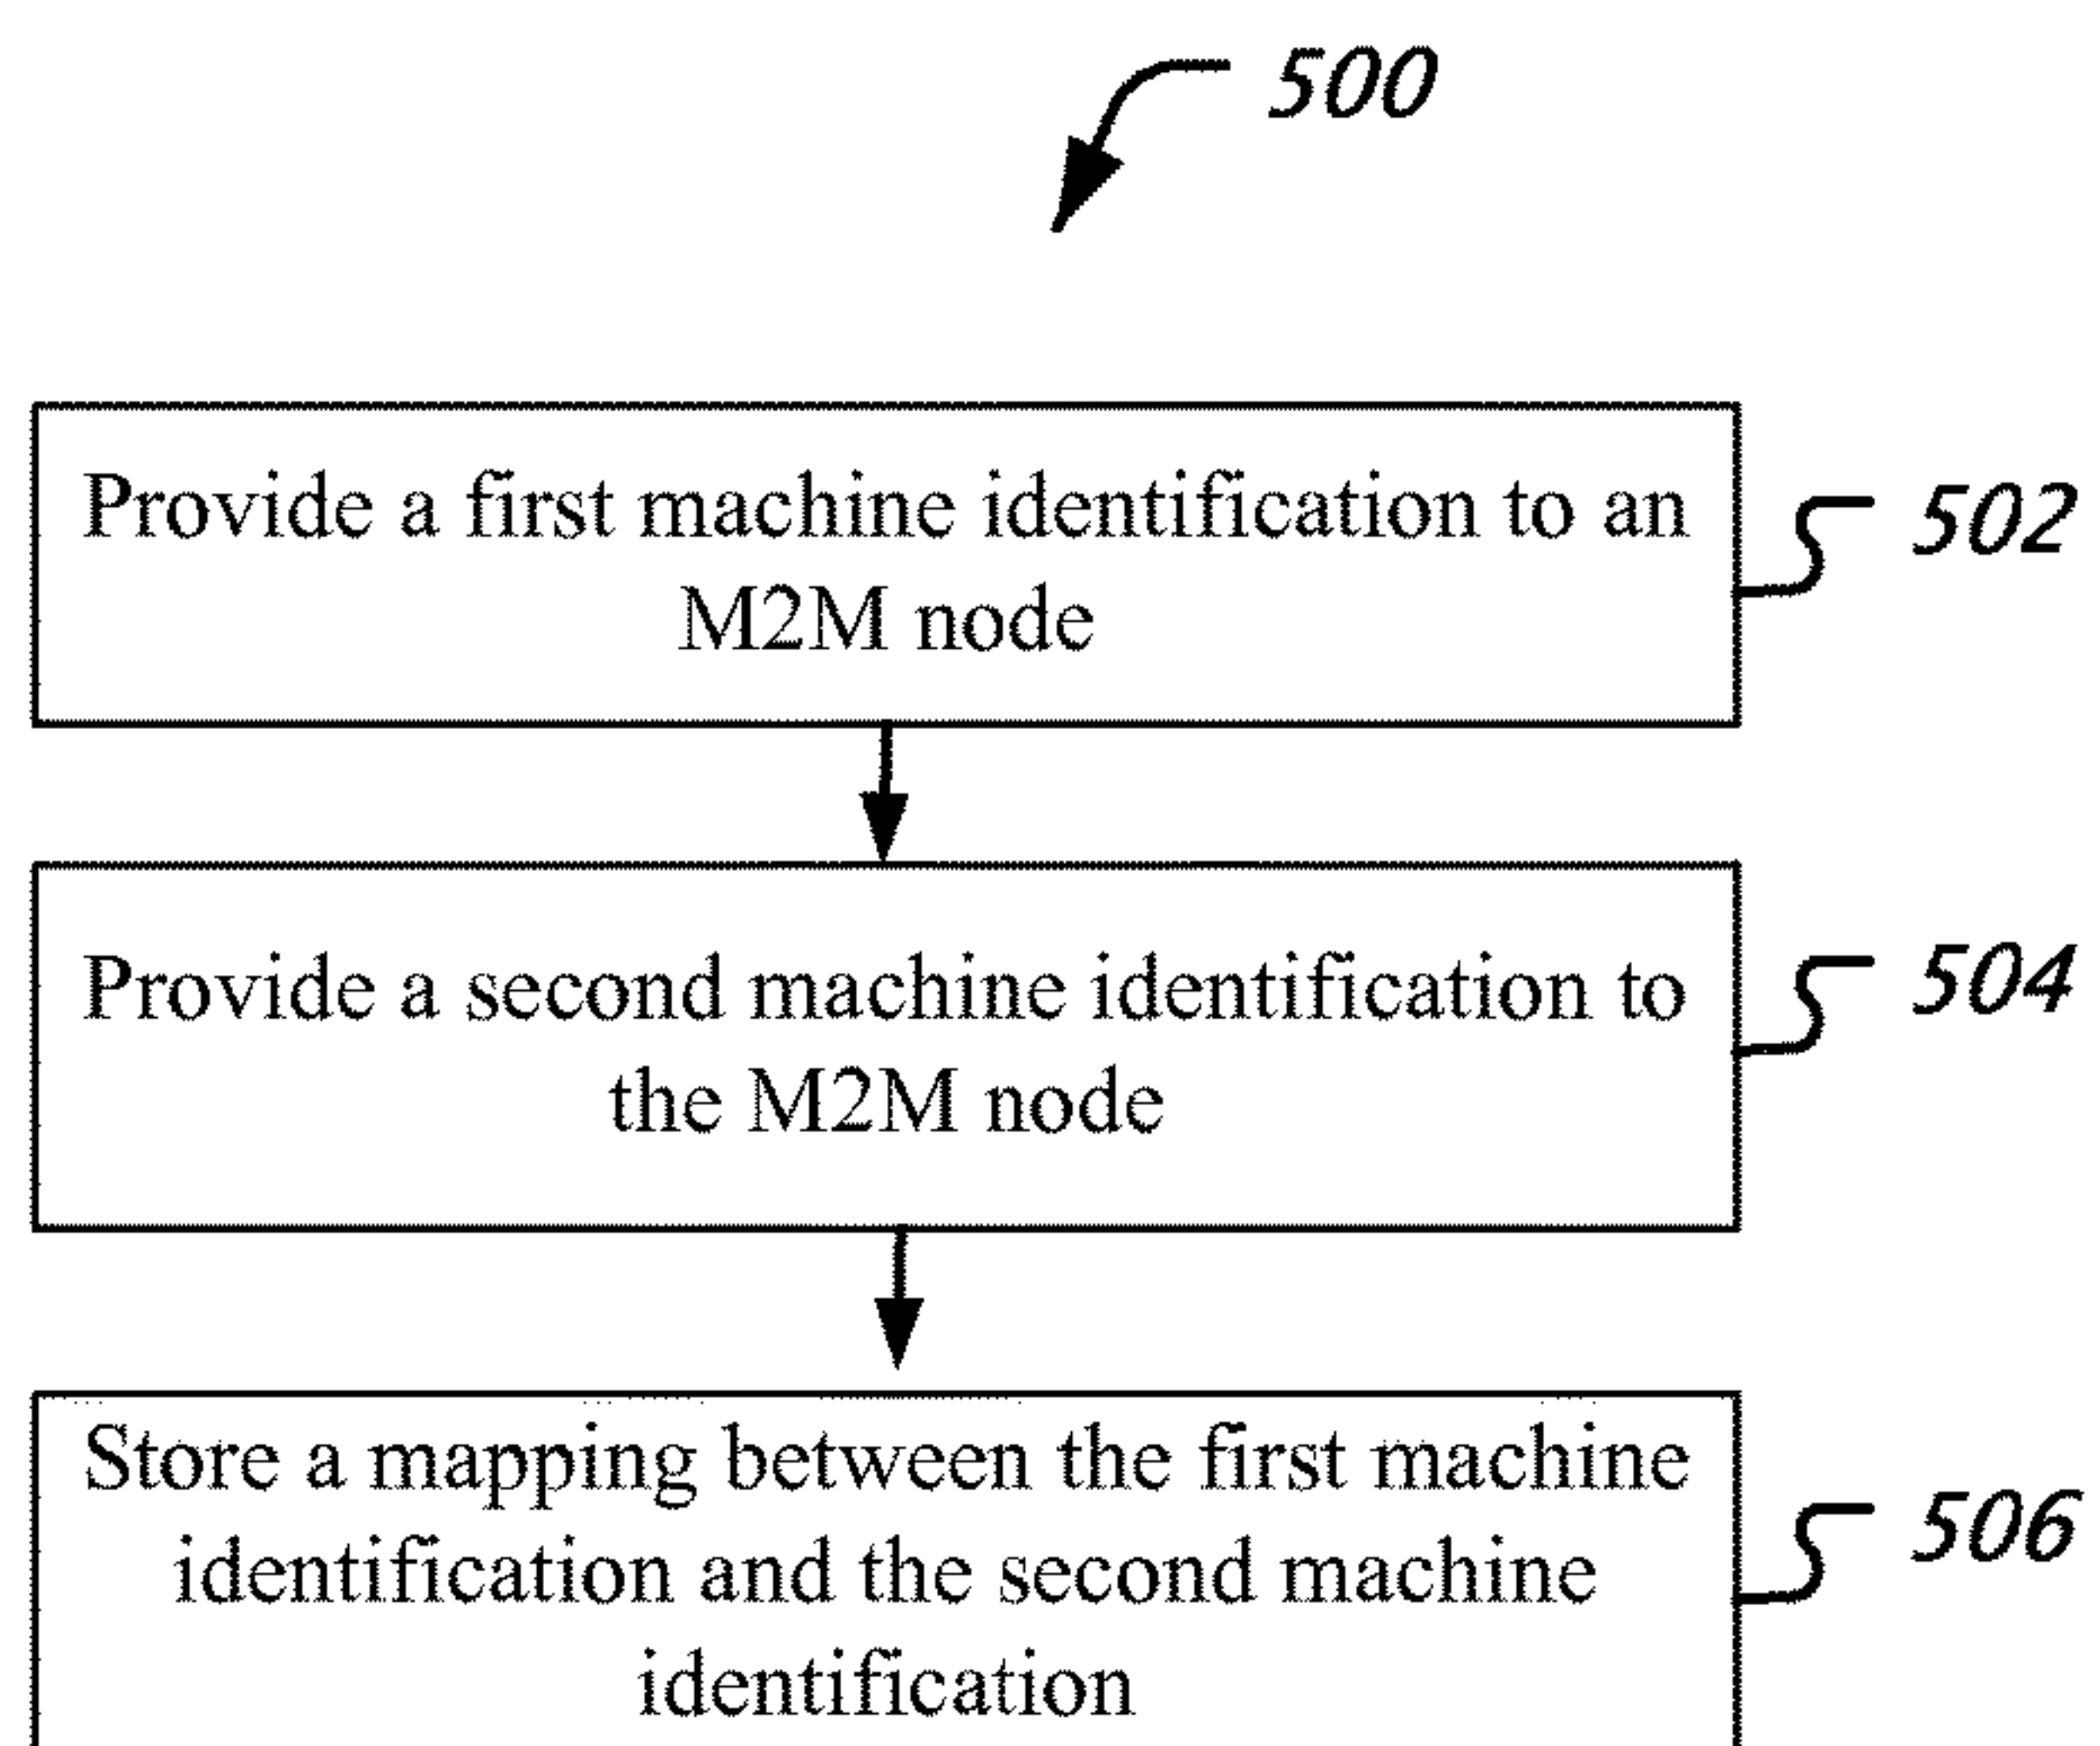 500
Provide a first machine identification to an
M2M node
502
Provide a second machine identification to
the M2M node
504
Store a mapping between the first machine
identification and the second machine
identification
506